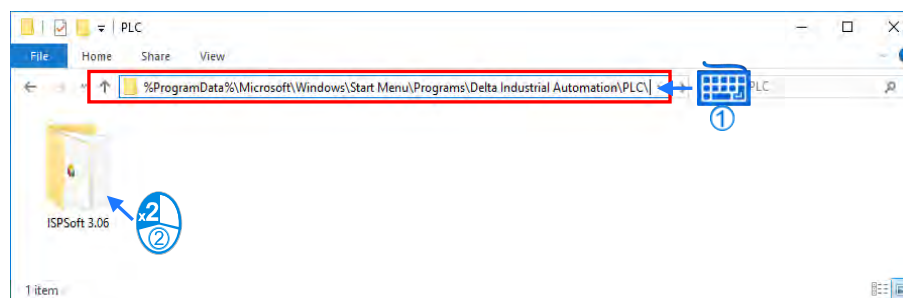 PLC
File Home Share View
%ProgramData%\Microsoft\Windows\Start Menu\Programs\Delta Industrial Automation\PLC\ PLC
①
x2
②
ISPSoft 3.06
1 item